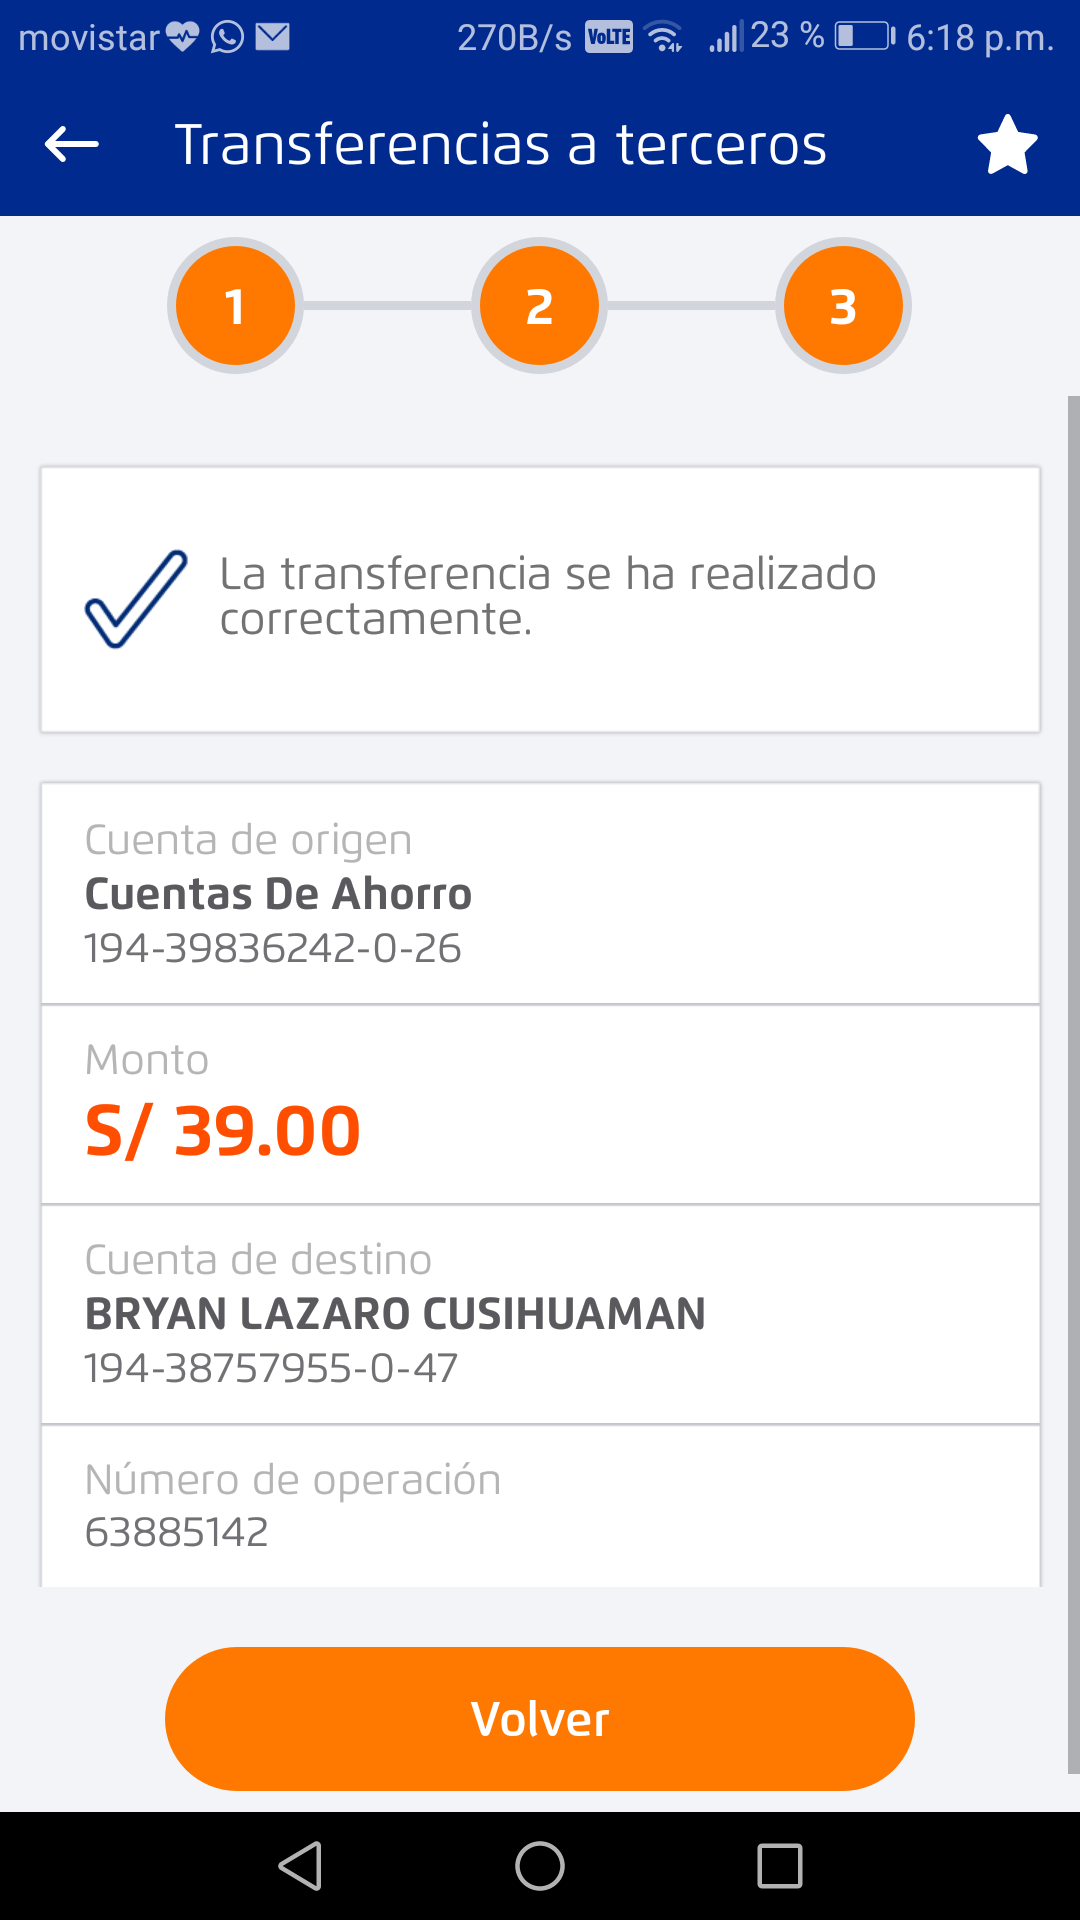 movistar 270B/s VoLTE 23 % 6:18 p.m.
Transferencias a terceros
1 2 3
La transferencia se ha realizado
correctamente.
Cuenta de origen
Cuentas De Ahorro
194-39836242-0-26
Monto
S/ 39.00
Cuenta de destino
BRYAN LAZARO CUSIHUAMAN
194-38757955-0-47
Número de operación
63885142
Volver